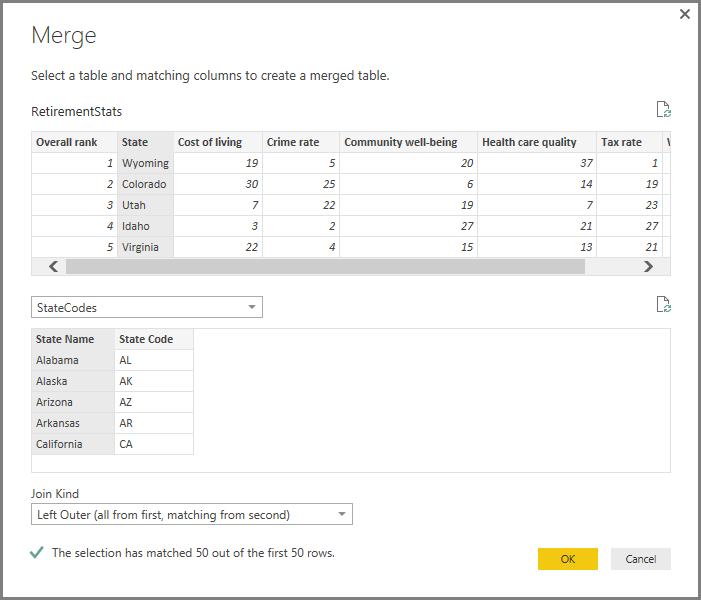 Merge
Select a table and matching columns to create a merged table.
RetirementStats
Overall rank State Cost of living Crime rate Community well-being Health care quality Tax rate
1 Wyoming 19 5 20 37 1
2 Colorado 30 25 6 14 19
3 Utah 7 22 19 7 23
4 Idaho 3 2 27 21 27
5 Virginia 22 4 15 13 21
StateCodes
State Name State Code
Alabama AL
Alaska AK
Arizona AZ
Arkansas AR
California CA
Join Kind
Left Outer (all from first, matching from second)
The selection has matched 50 out of the first 50 rows.
OK Cancel